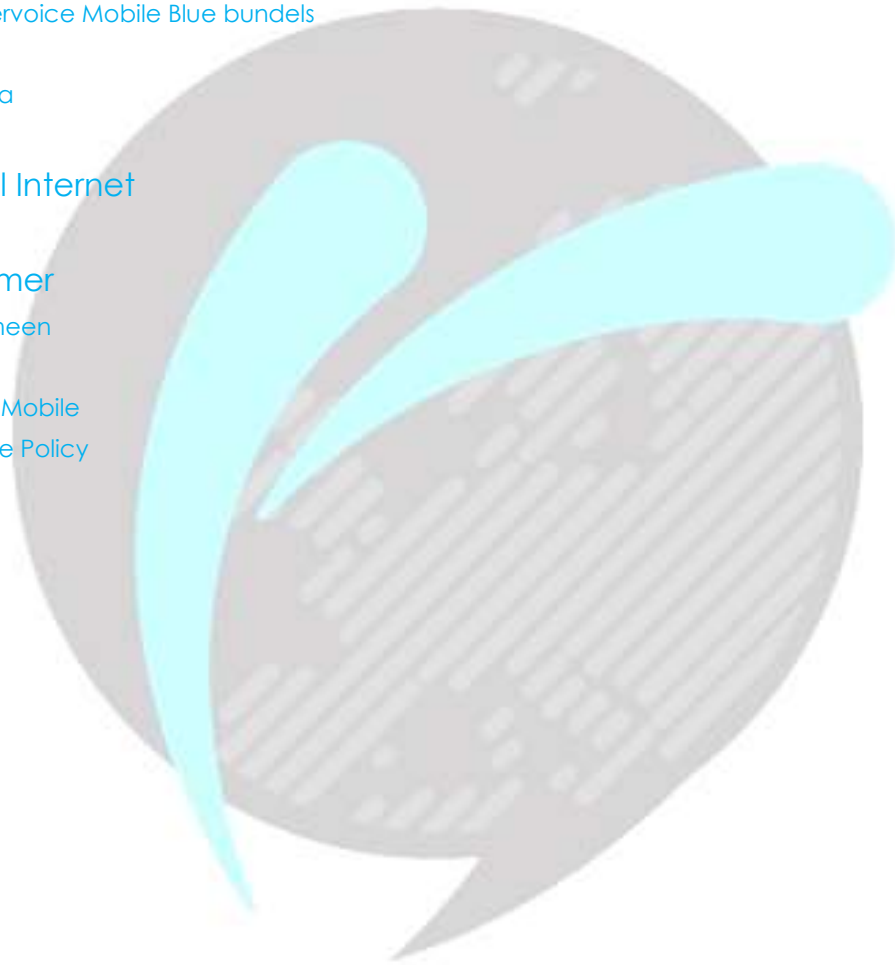 ervoice Mobile Blue bundels
a
l Internet
mer
neen
Mobile
e Policy